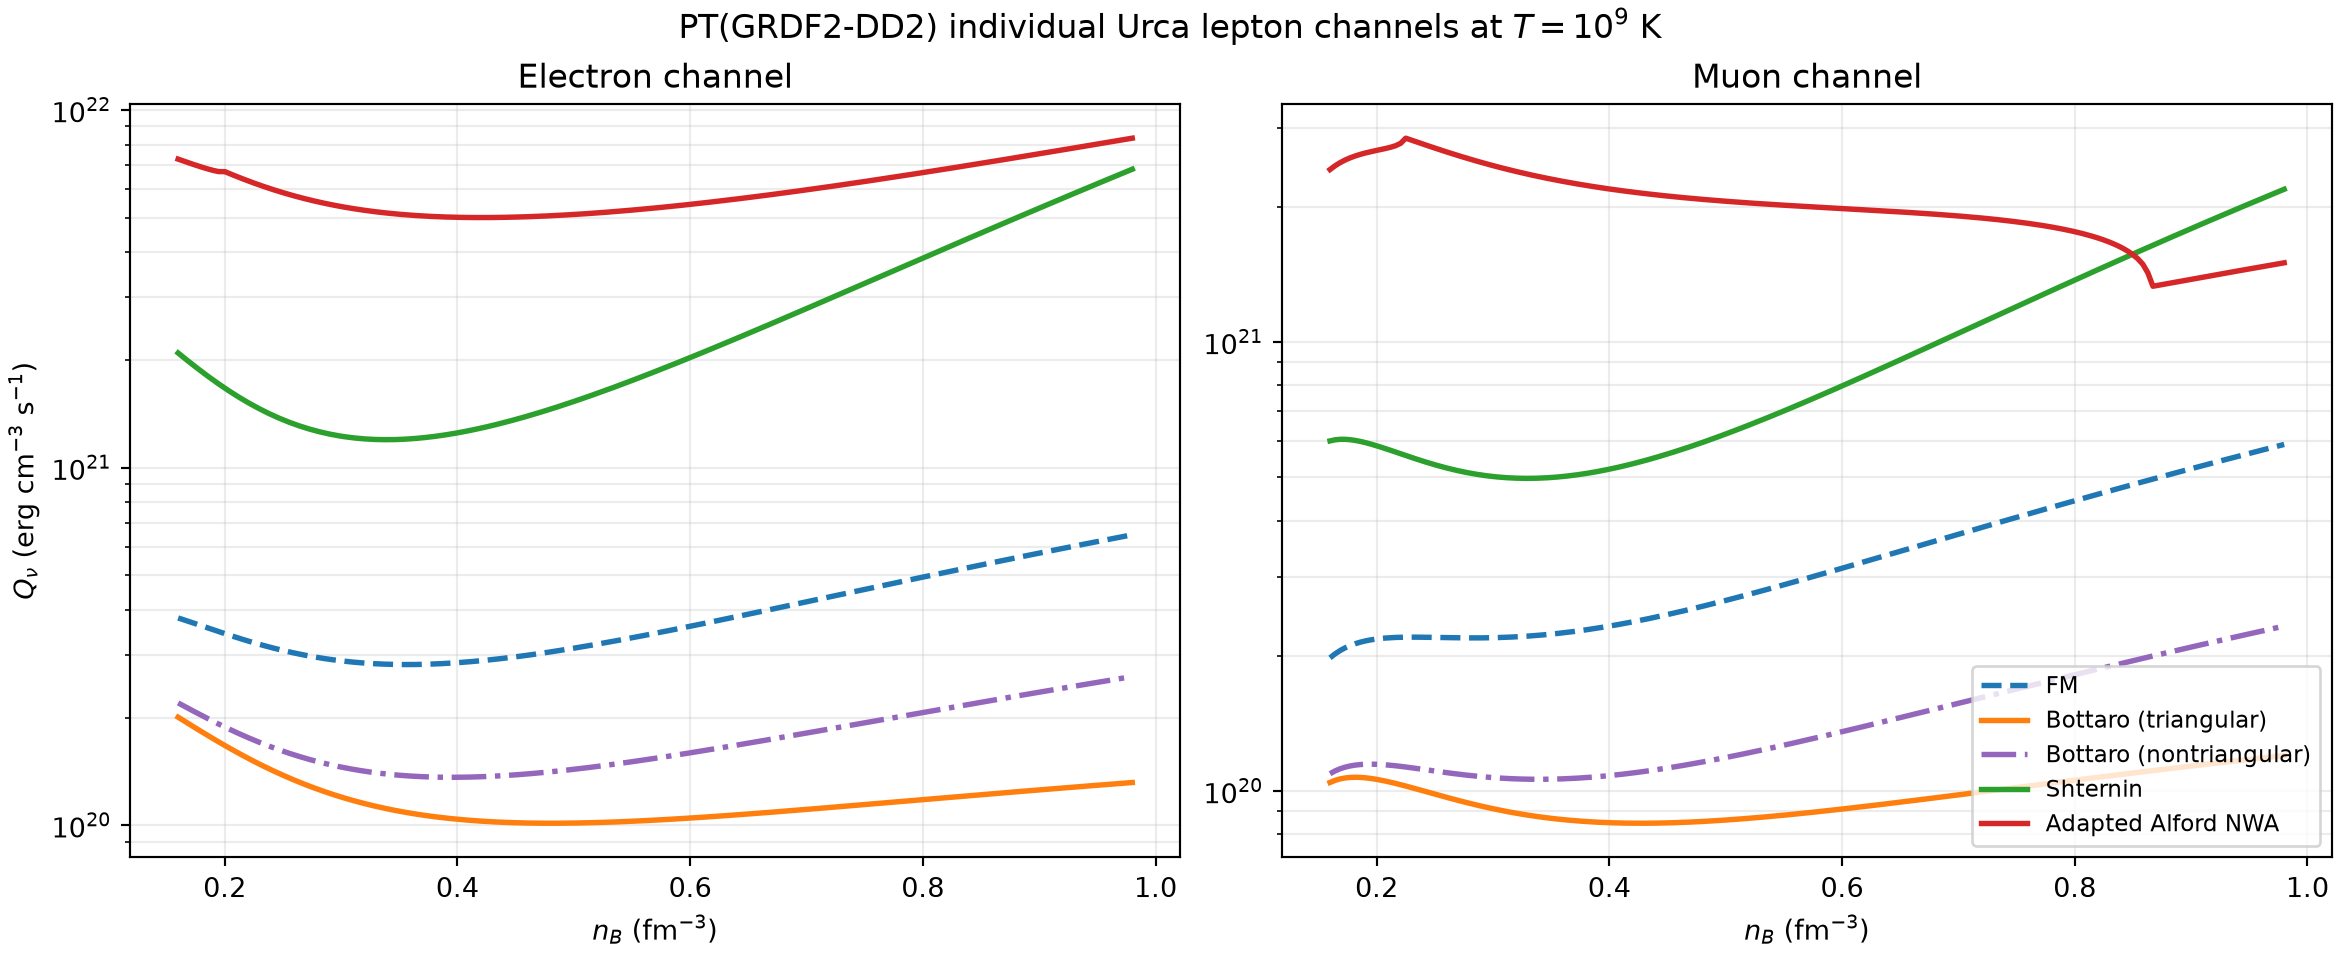 PT(GRDF2-DD2) individual Urca lepton channels at T = 10⁹ K
Electron channel
Q_ν (erg cm⁻³ s⁻¹)
10²²
10²¹
10²⁰
0.2 0.4 0.6 0.8 1.0
n_B (fm⁻³)
Muon channel
10²¹
10²⁰
0.2 0.4 0.6 0.8 1.0
n_B (fm⁻³)
FM
Bottaro (triangular)
Bottaro (nontriangular)
Shternin
Adapted Alford NWA